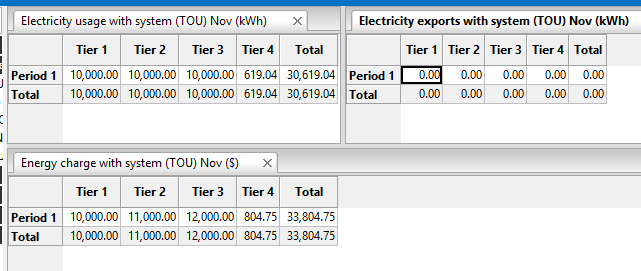 Electricity usage with system (TOU) Nov (kWh)
Tier 1 Tier 2 Tier 3 Tier 4 Total
Period 1 10,000.00 10,000.00 10,000.00 619.04 30,619.04
Total 10,000.00 10,000.00 10,000.00 619.04 30,619.04
Electricity exports with system (TOU) Nov (kWh)
Tier 1 Tier 2 Tier 3 Tier 4 Total
Period 1 0.00 0.00 0.00 0.00 0.00
Total 0.00 0.00 0.00 0.00 0.00
Energy charge with system (TOU) Nov ($)
Tier 1 Tier 2 Tier 3 Tier 4 Total
Period 1 10,000.00 11,000.00 12,000.00 804.75 33,804.75
Total 10,000.00 11,000.00 12,000.00 804.75 33,804.75